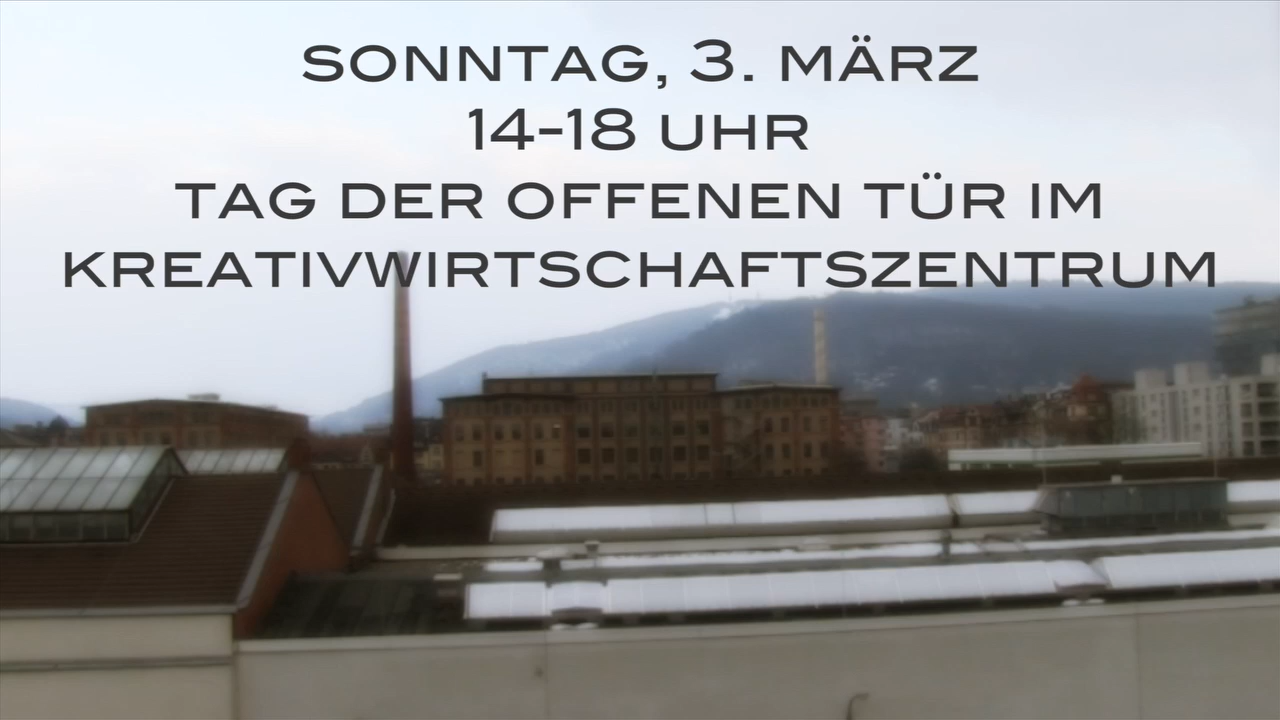 SONNTAG, 3. MÄRZ
14-18 UHR
TAG DER OFFENEN TÜR IM
KREATIVWIRTSCHAFTSZENTRUM